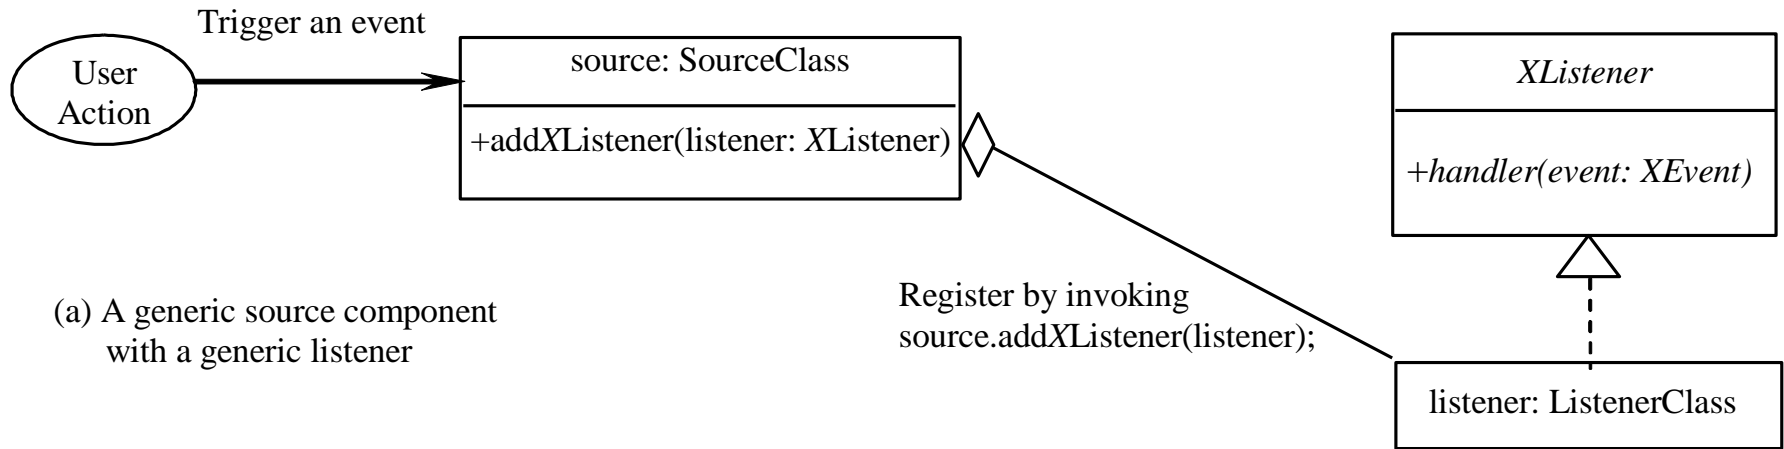 Trigger an event
User
Action
source: SourceClass
+addXListener(listener: XListener)
XListener
+handler(event: XEvent)
Register by invoking
source.addXListener(listener);
(a) A generic source component
with a generic listener
listener: ListenerClass